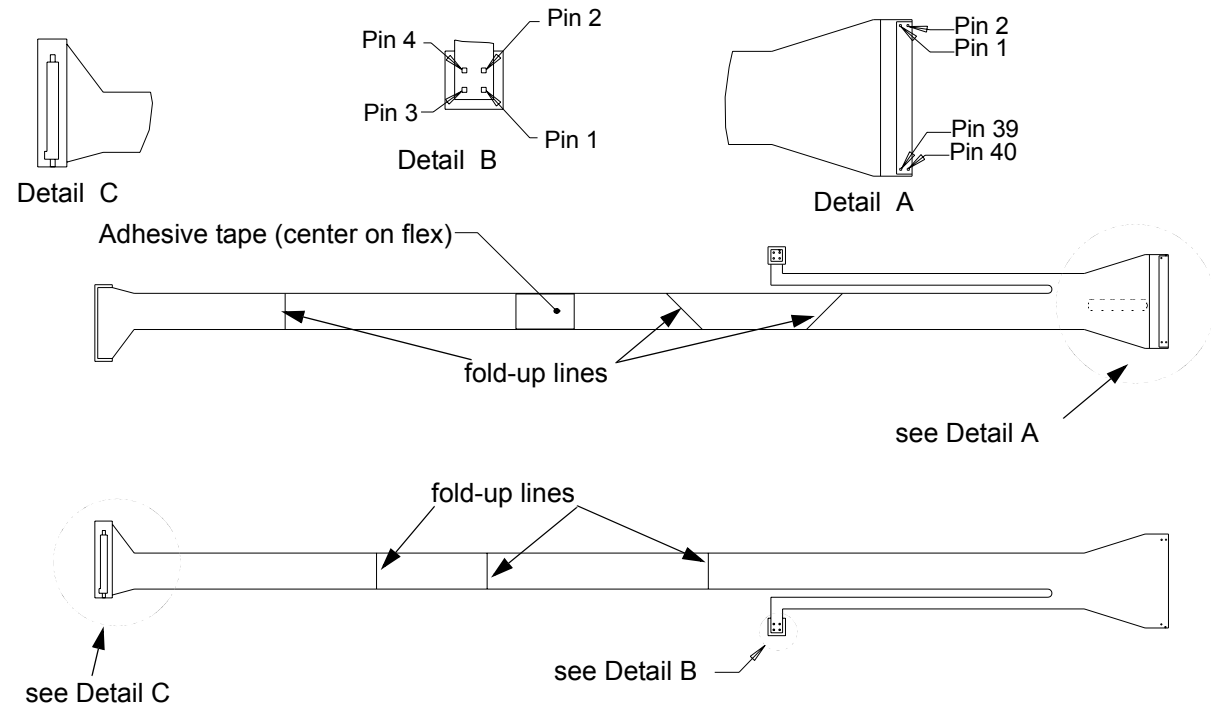 Pin 4
Pin 2
Pin 3
Pin 1
Detail B
Pin 2
Pin 1
Pin 39
Pin 40
Detail A
Detail C
Adhesive tape (center on flex)
fold-up lines
see Detail A
fold-up lines
see Detail B
see Detail C